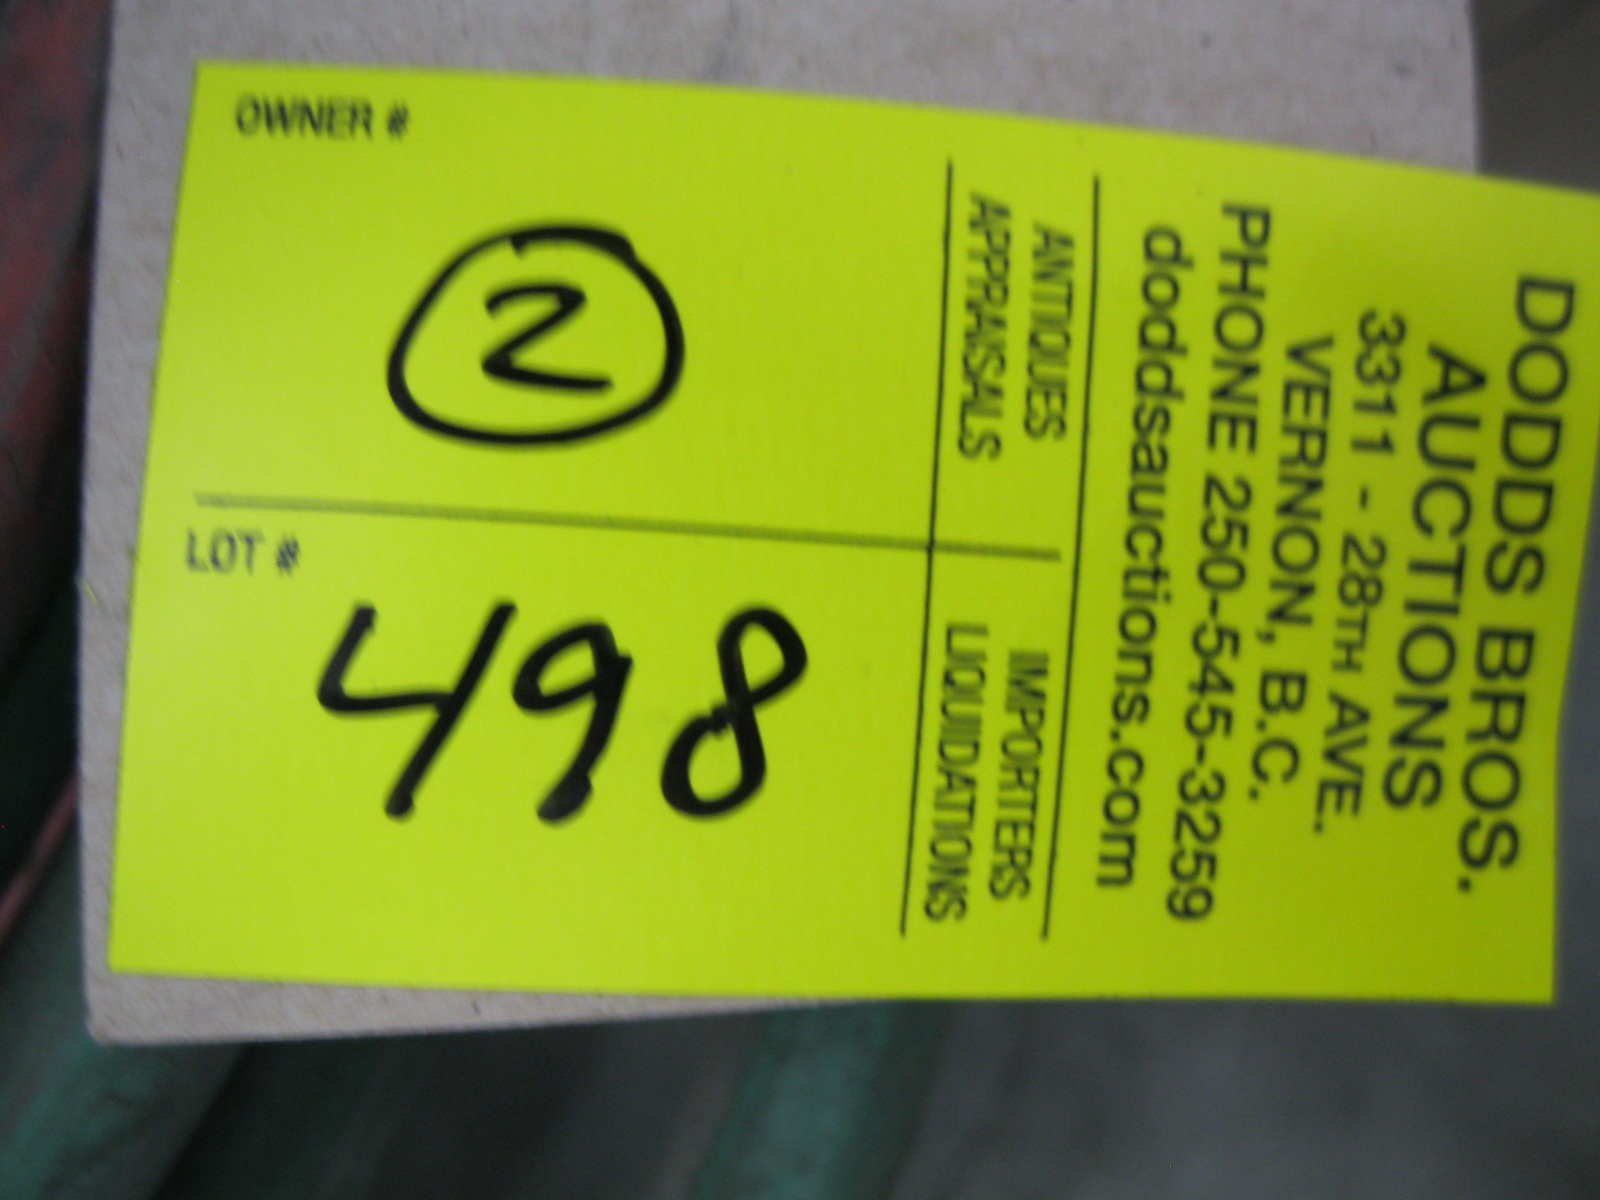 DODDS BROS.
AUCTIONS
3311 - 28TH AVE.
VERNON, B.C.
PHONE 250-545-3259
doddsauctions.com
ANTIQUES
APPRAISALS
IMPORTERS
LIQUIDATIONS
OWNER #
2
LOT #
498